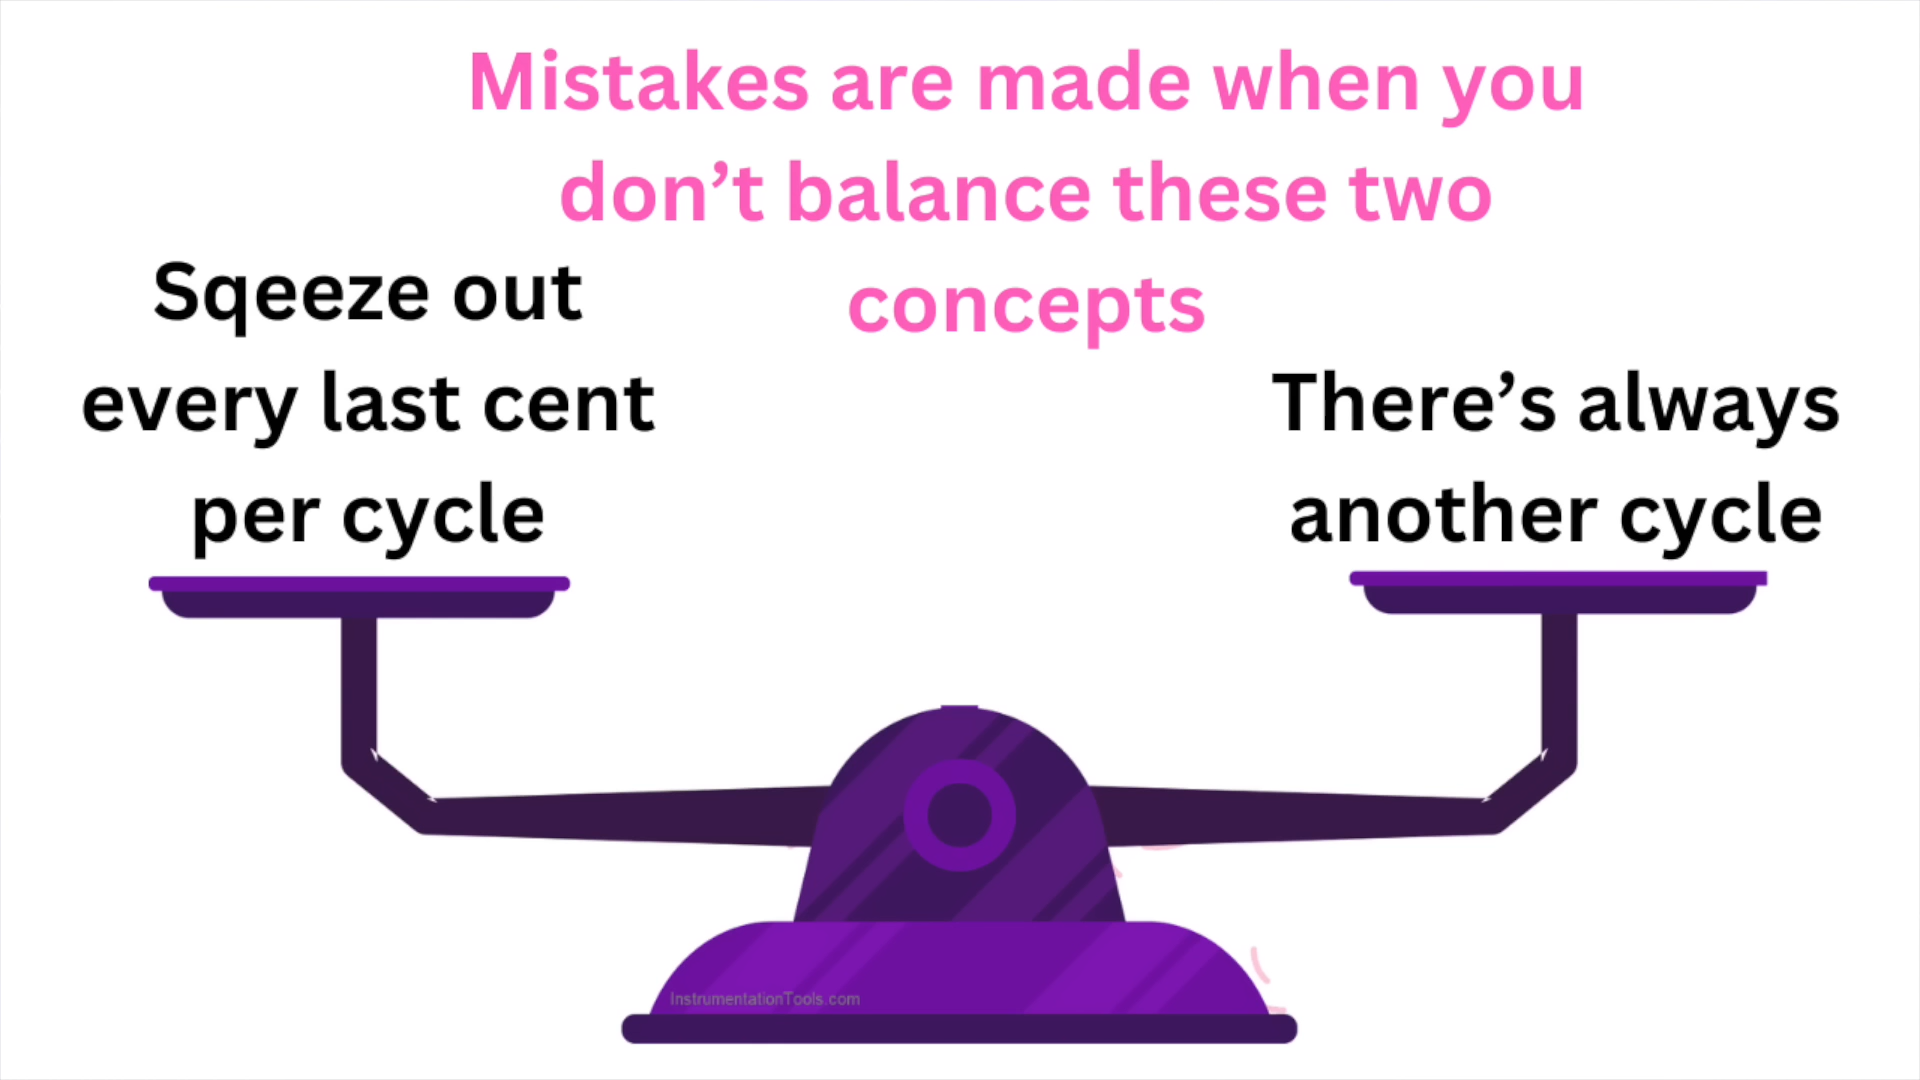 Mistakes are made when you
don’t balance these two
concepts
Sqeeze out
every last cent
per cycle
There’s always
another cycle
InstrumentationTools.com